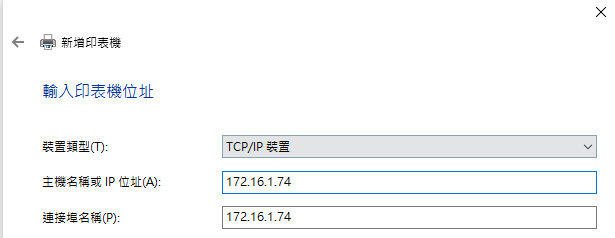 新增印表機
輸入印表機位址
裝置類型(T): TCP/IP 裝置
主機名稱或 IP 位址(A): 172.16.1.74
連接埠名稱(P): 172.16.1.74